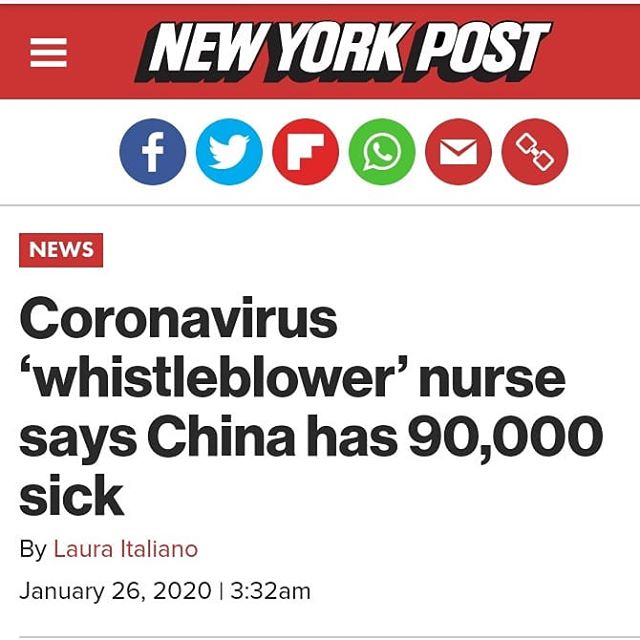 NEW YORK POST
NEWS
Coronavirus
‘whistleblower’ nurse
says China has 90,000
sick
By Laura Italiano
January 26, 2020 | 3:32am